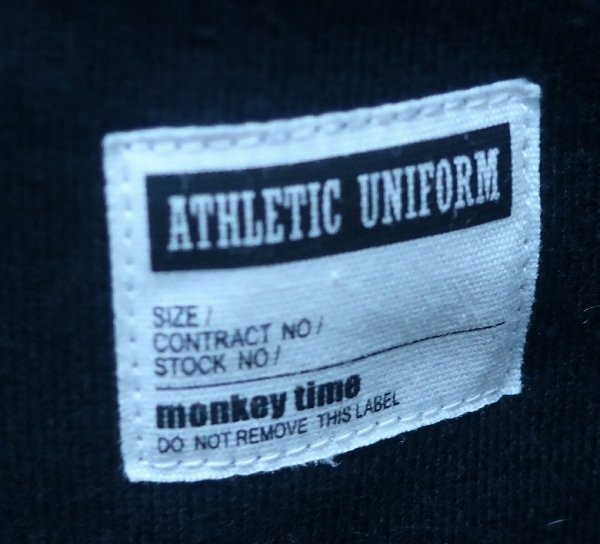 ATHLETIC UNIFORM
SIZE /
CONTRACT NO /
STOCK NO /
monkey time
DO NOT REMOVE THIS LABEL